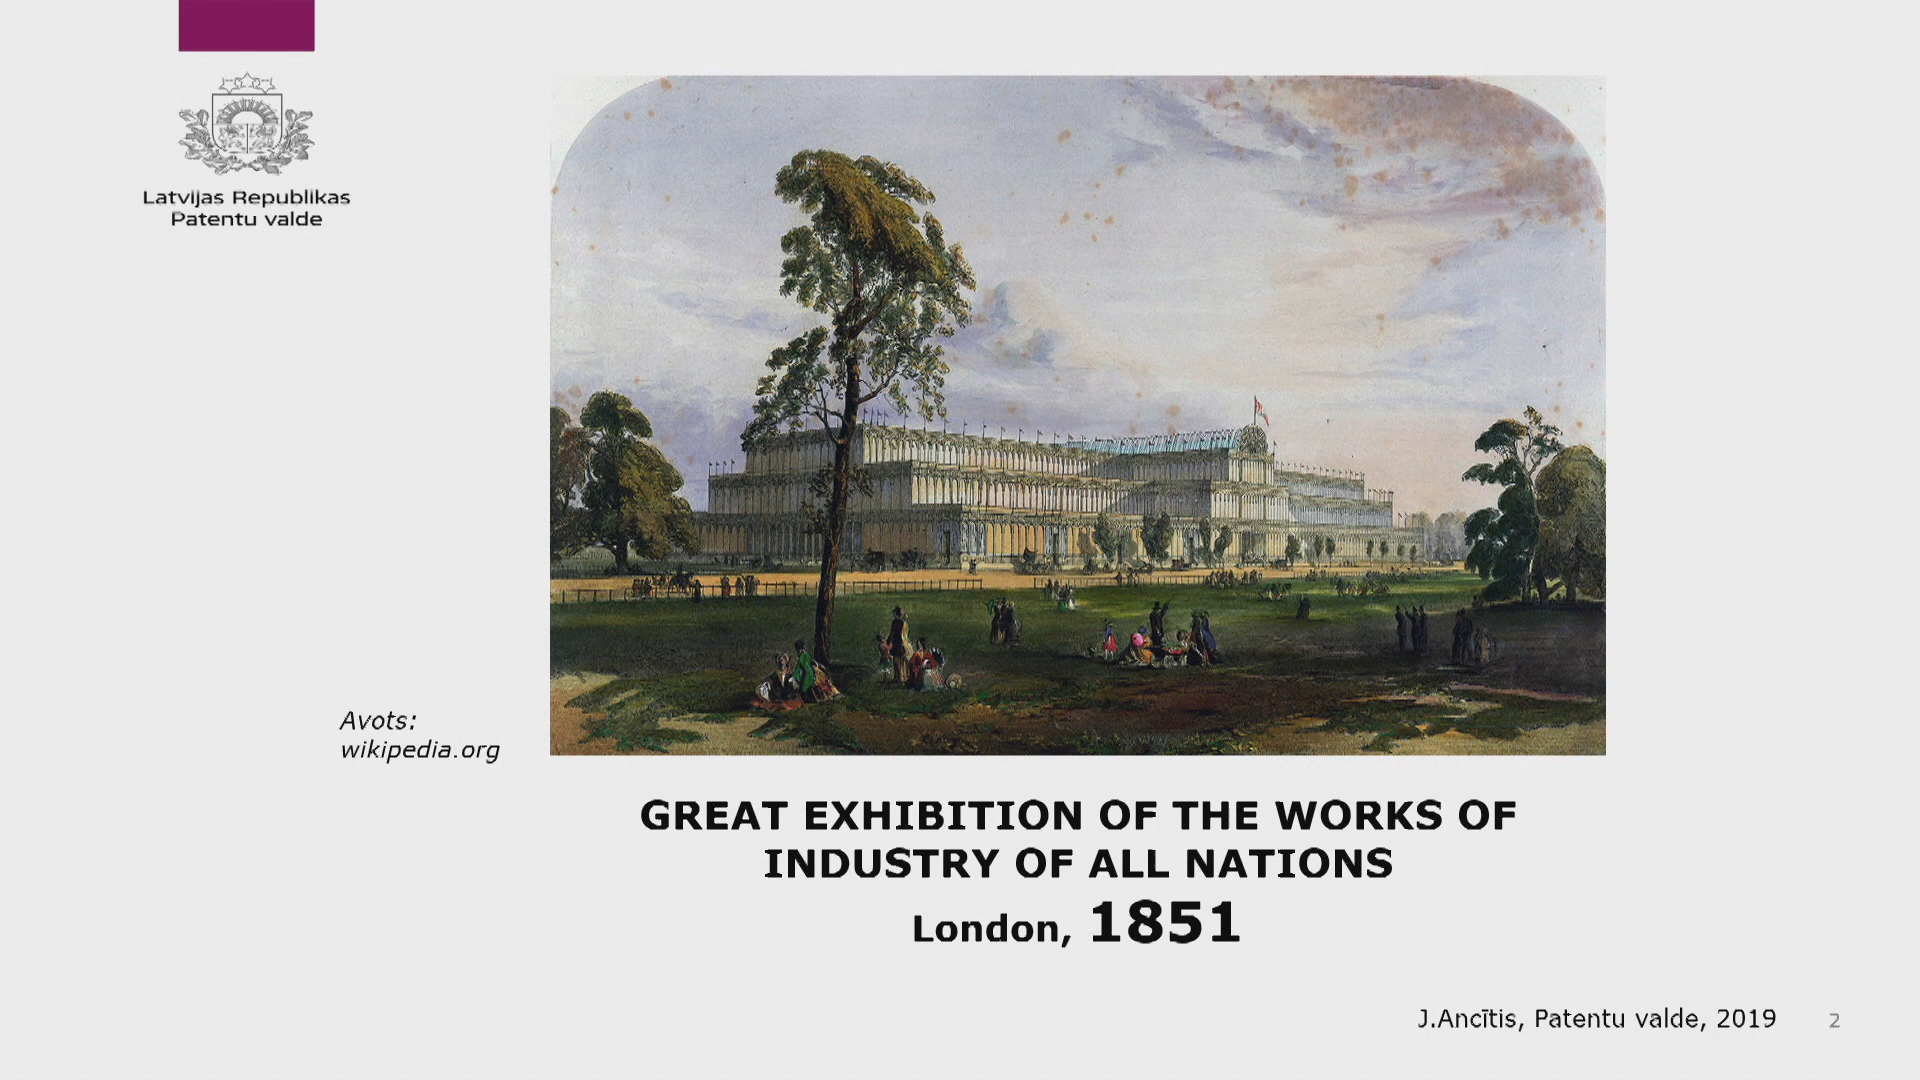 Latvijas Republikas
Patentu valde
Avots:
wikipedia.org
GREAT EXHIBITION OF THE WORKS OF
INDUSTRY OF ALL NATIONS
London, 1851
J.Ancītis, Patentu valde, 2019
2